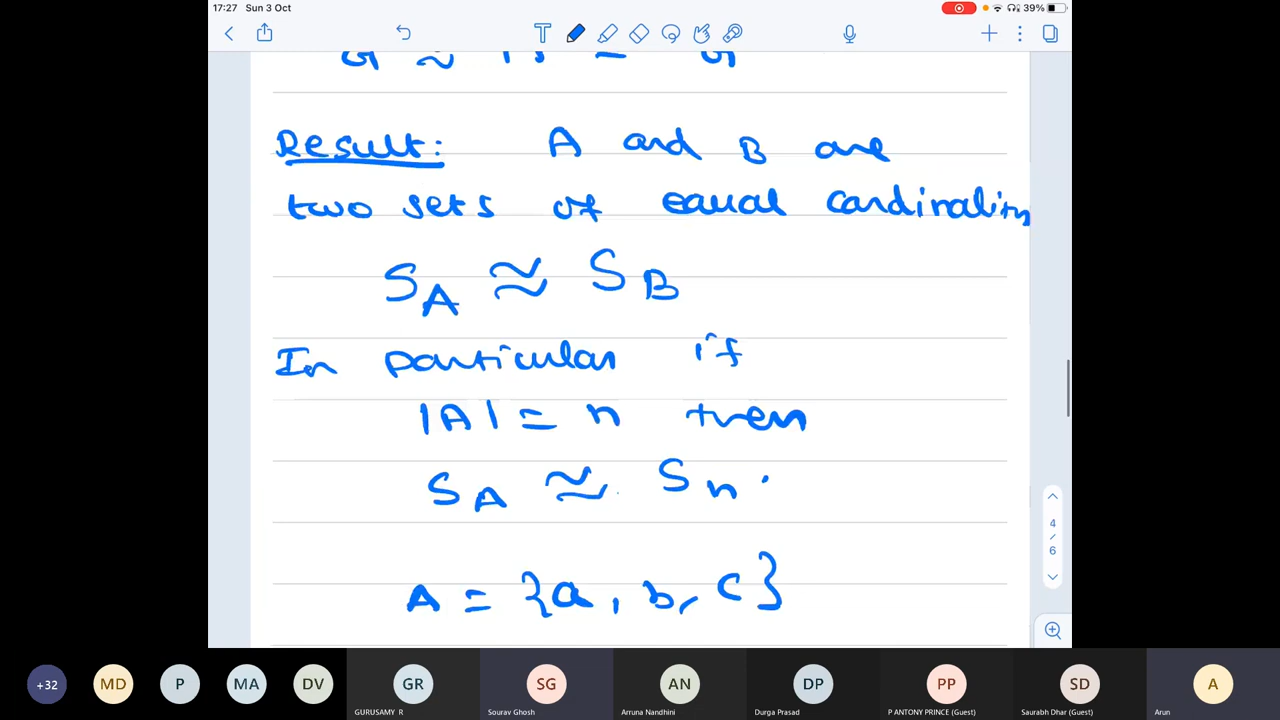 17:27 Sun 3 Oct
39%
T
Result: A and B are
two sets of equal cardinality
S_A ≅ S_B
In particular if
|A| = n then
S_A ≅ S_n.
A = {a, b, c}
4
/
6
+32
MD
P
MA
DV
GR
SG
AN
DP
PP
SD
A
GURUSAMY R
Sourav Ghosh
Arruna Nandhini
Durga Prasad
P ANTONY PRINCE (Guest)
Saurabh Dhar (Guest)
Arun